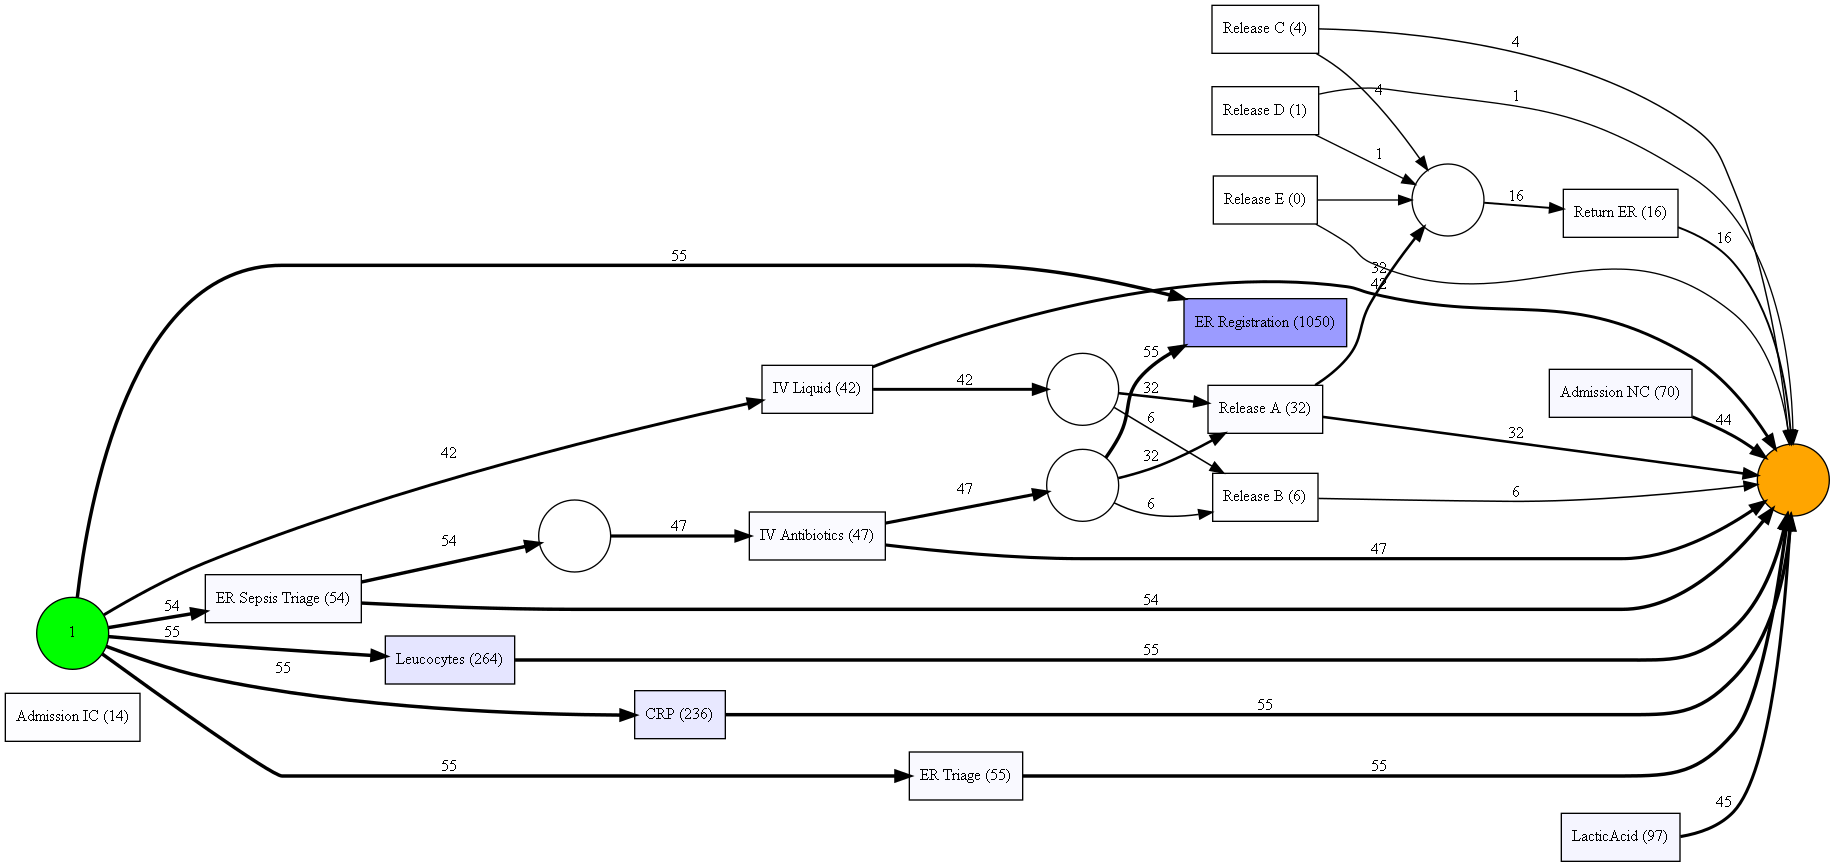 Release C (4)
4
4
Release D (1)
1
1
Release E (0)
16
Return ER (16)
16
55
32
42
ER Registration (1050)
55
IV Liquid (42)
42
32
6
Release A (32)
32
Admission NC (70)
44
42
32
47
6
Release B (6)
6
54
47
IV Antibiotics (47)
47
1
54
ER Sepsis Triage (54)
54
55
Leucocytes (264)
55
55
CRP (236)
55
Admission IC (14)
55
ER Triage (55)
55
45
LacticAcid (97)